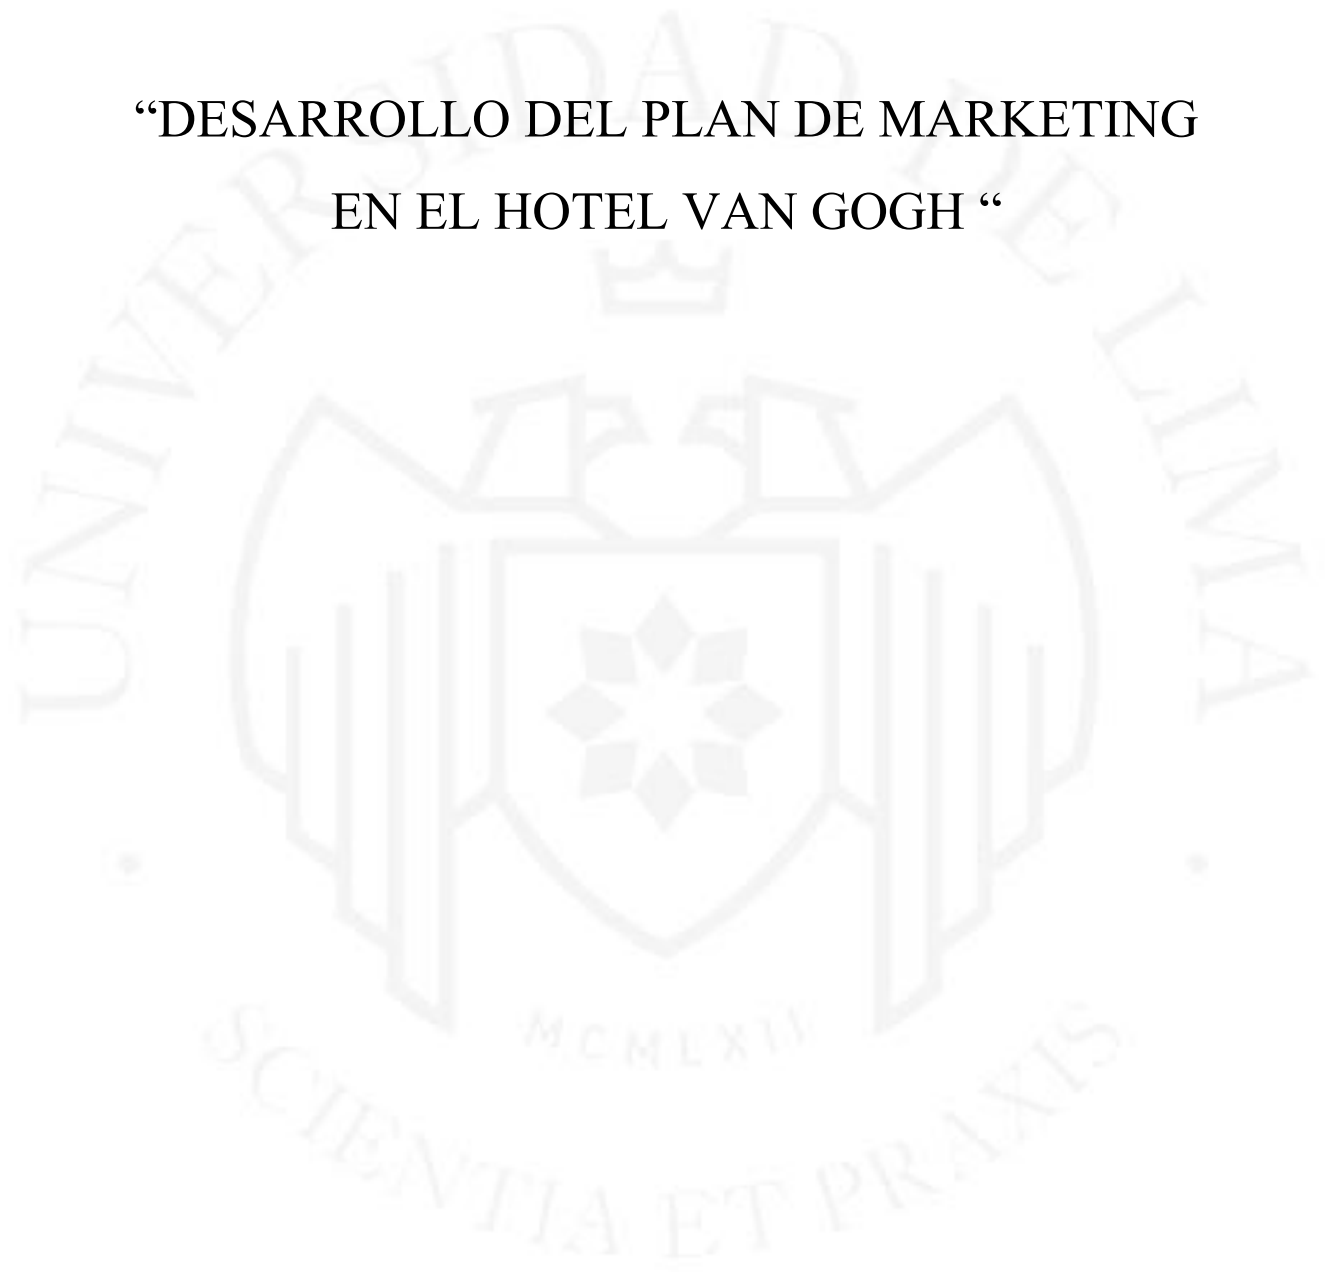 “DESARROLLO DEL PLAN DE MARKETING
EN EL HOTEL VAN GOGH “
UNIVERSIDAD DE LIMA
MCMLXII
SCIENTIA ET PRAXIS